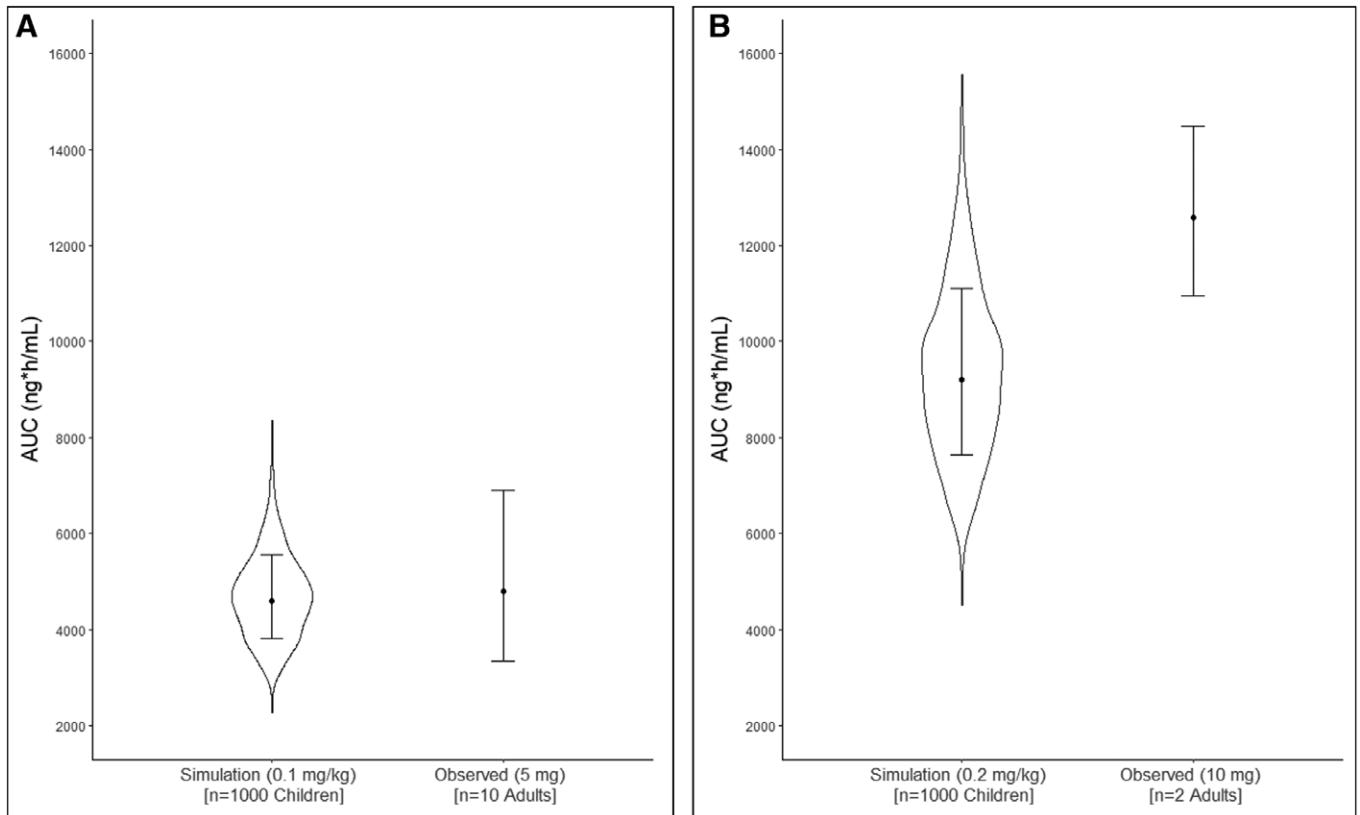 A
AUC (ng*h/mL)
16000
14000
12000
10000
8000
6000
4000
2000
Simulation (0.1 mg/kg)
[n=1000 Children]
Observed (5 mg)
[n=10 Adults]
B
AUC (ng*h/mL)
16000
14000
12000
10000
8000
6000
4000
2000
Simulation (0.2 mg/kg)
[n=1000 Children]
Observed (10 mg)
[n=2 Adults]